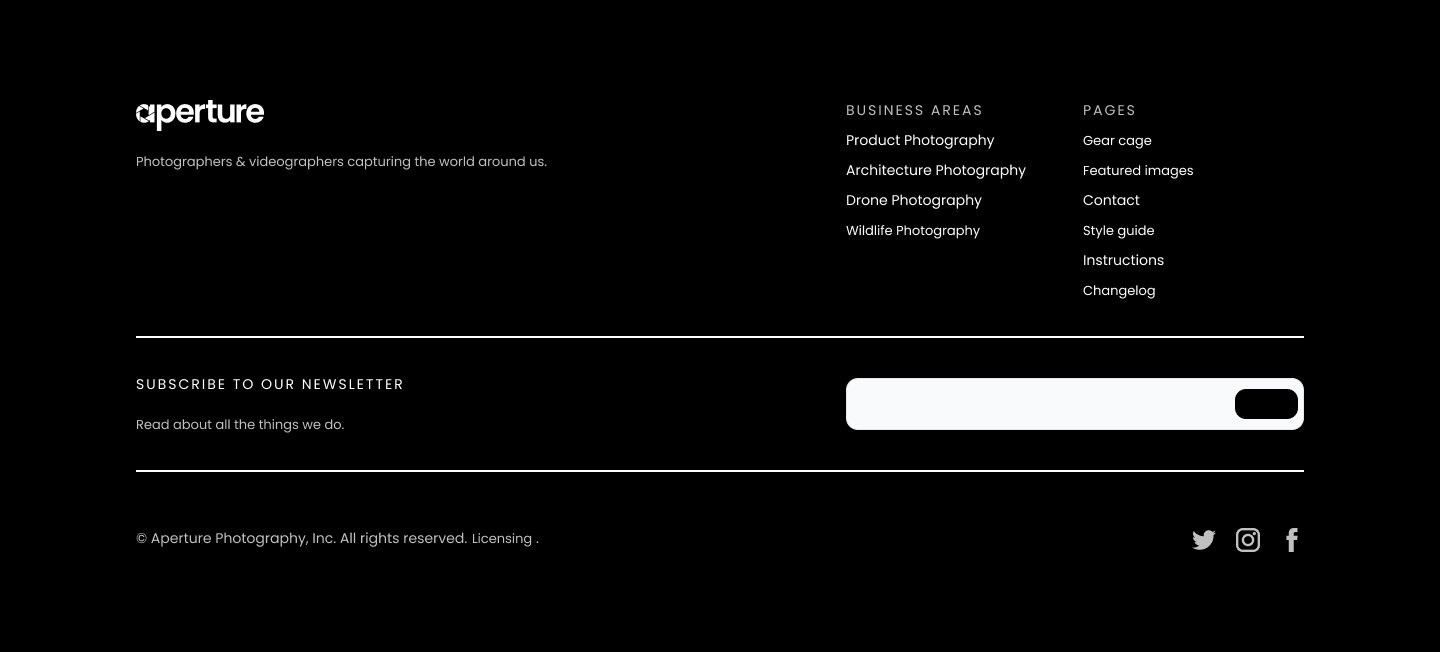 aperture
Photographers & videographers capturing the world around us.
BUSINESS AREAS
Product Photography
Architecture Photography
Drone Photography
Wildlife Photography
PAGES
Gear cage
Featured images
Contact
Style guide
Instructions
Changelog
SUBSCRIBE TO OUR NEWSLETTER
Read about all the things we do.
© Aperture Photography, Inc. All rights reserved. Licensing .